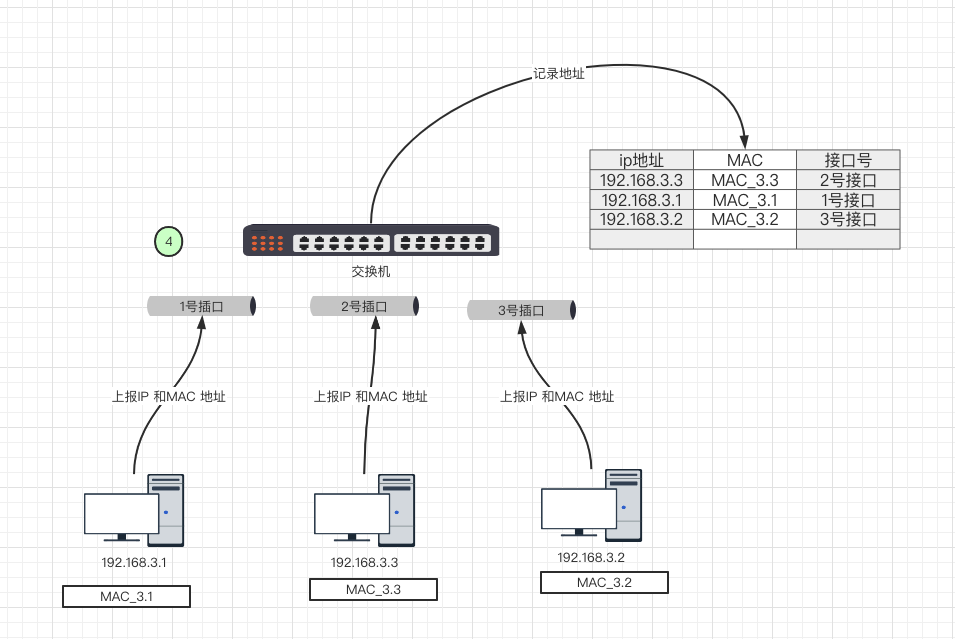 记录地址
ip地址 MAC 接口号
192.168.3.3 MAC_3.3 2号接口
192.168.3.1 MAC_3.1 1号接口
192.168.3.2 MAC_3.2 3号接口
4
交换机
1号插口 2号插口 3号插口
上报IP 和MAC 地址 上报IP 和MAC 地址 上报IP 和MAC 地址
192.168.3.1 192.168.3.3 192.168.3.2
MAC_3.1 MAC_3.3 MAC_3.2